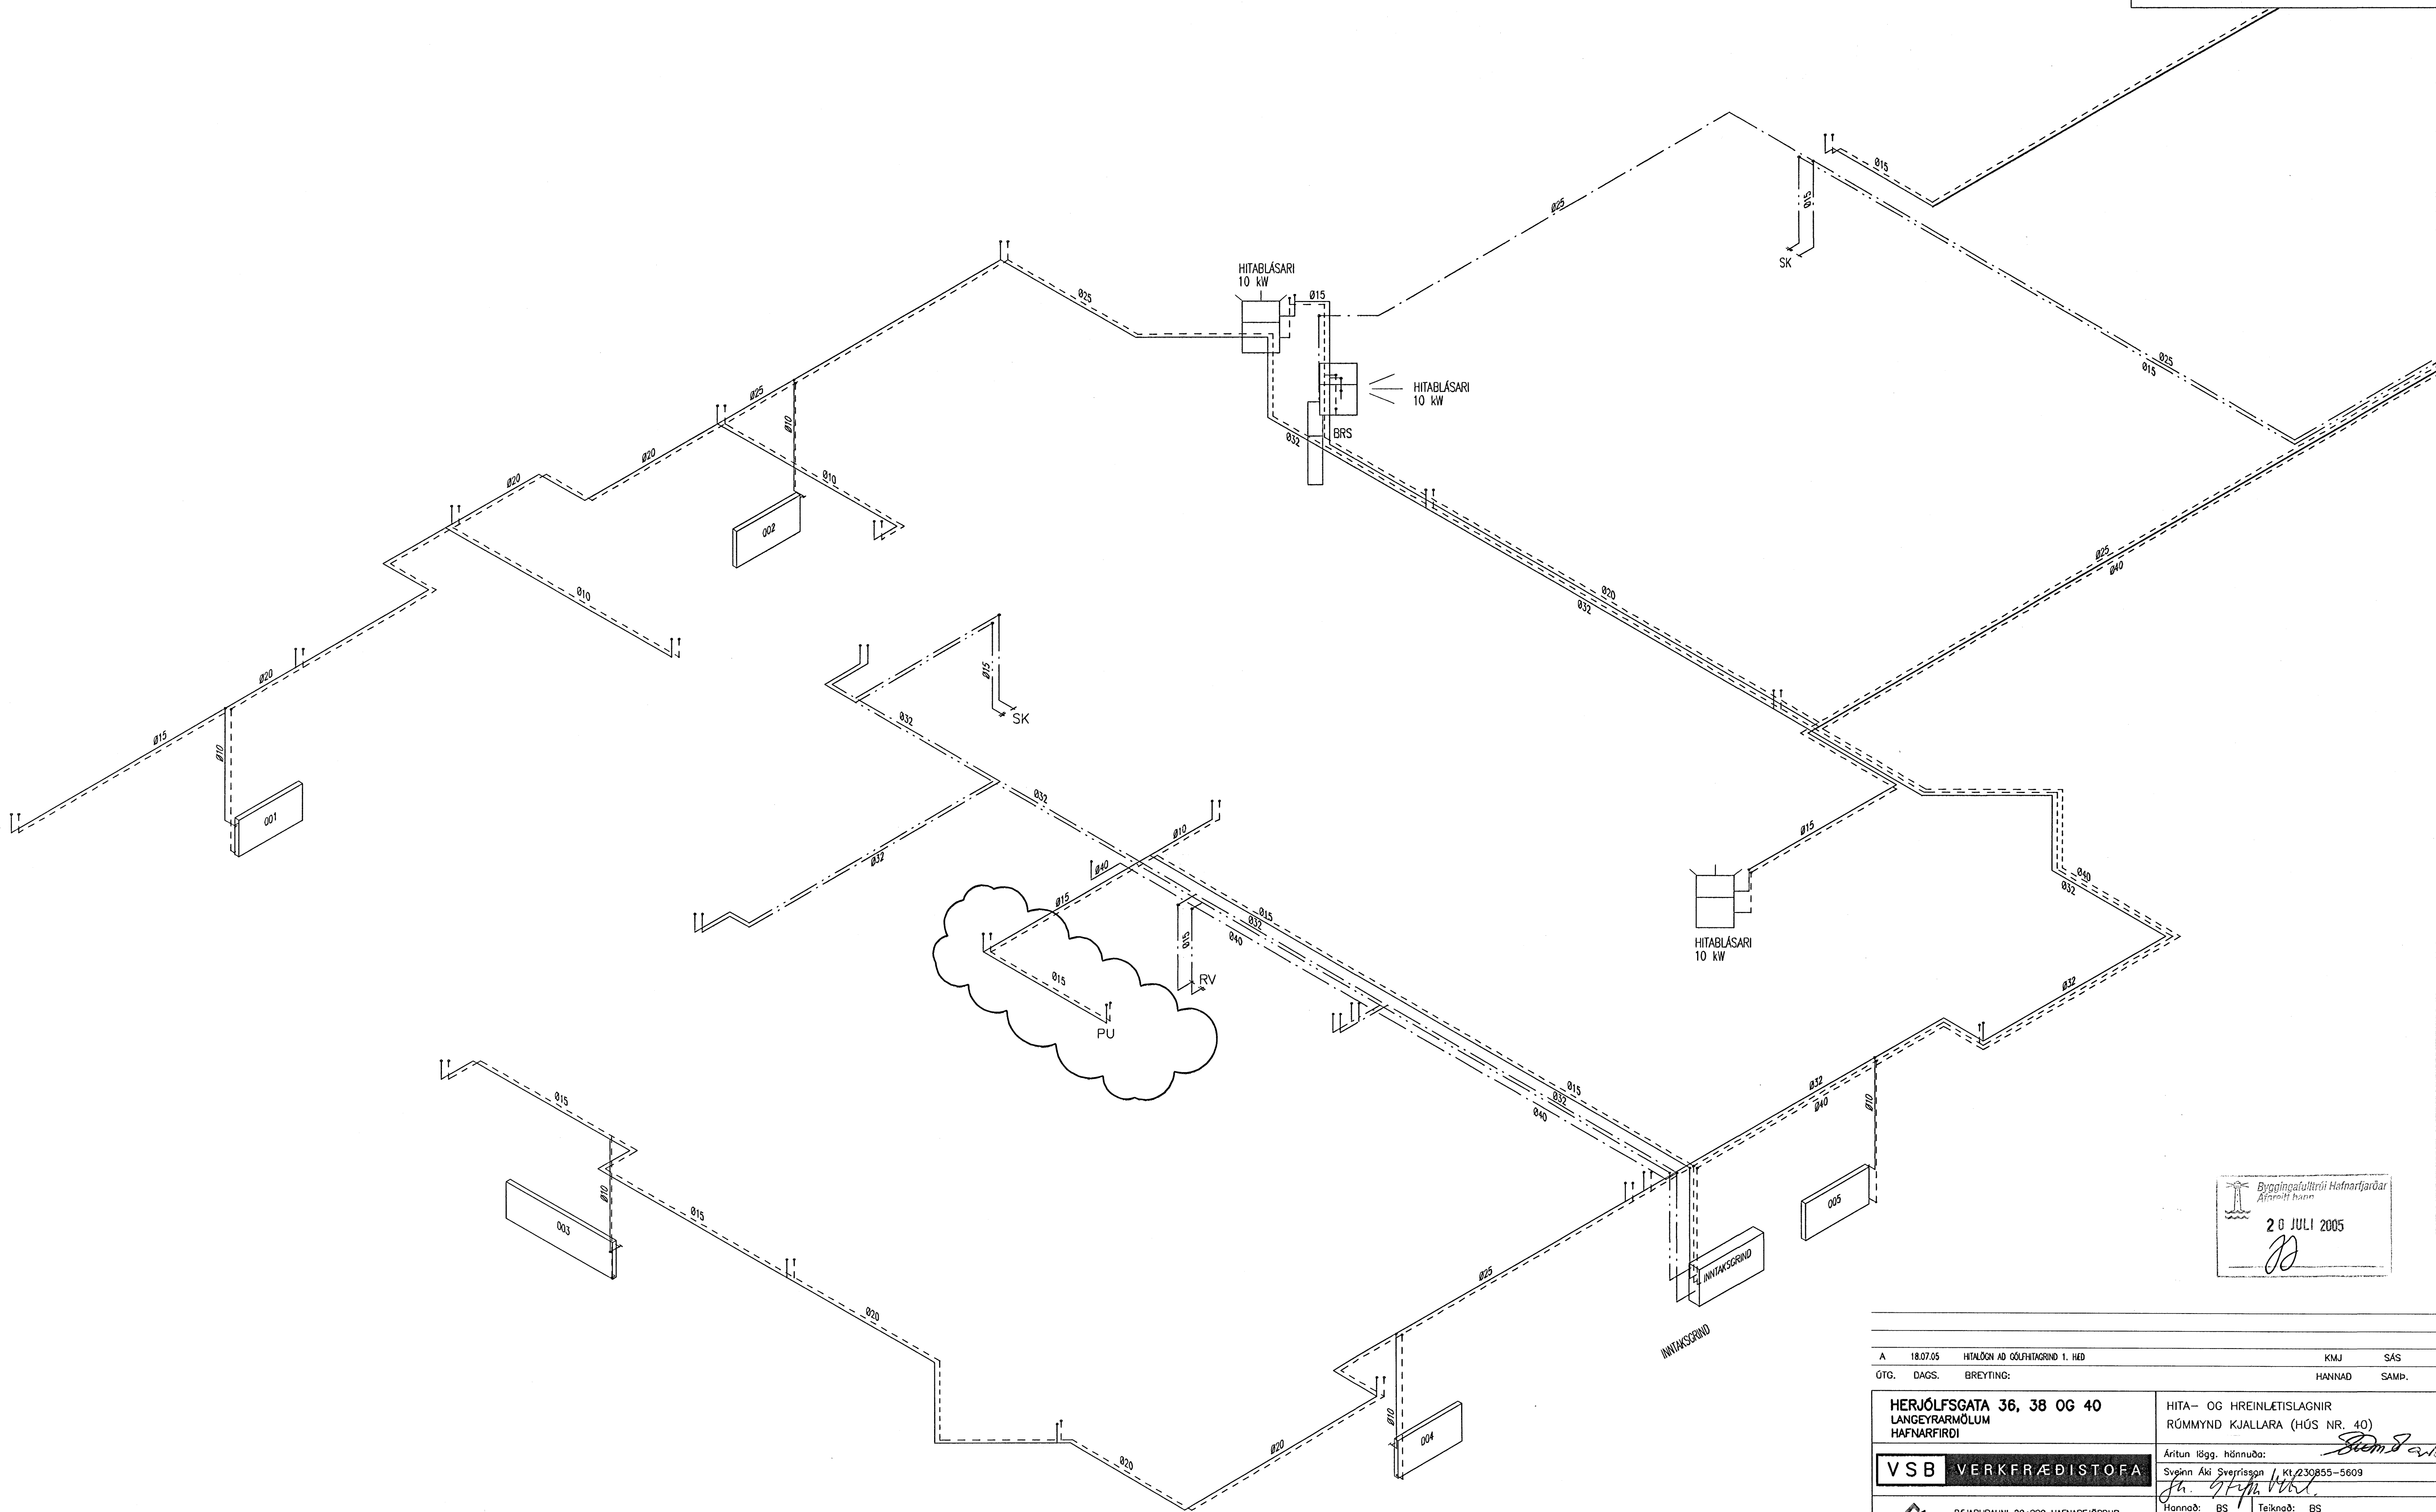 Ø15
SK
Ø15
Ø25
HITABLÁSARI
10 kW
Ø15
Ø25
HITABLÁSARI
10 kW
BRS
Ø32
Ø25
Ø15
Ø25
Ø10
Ø20
Ø10
Ø20
002
Ø10
Ø20
Ø32
Ø25
Ø40
Ø15
SK
Ø20
Ø15
Ø10
001
Ø32
Ø32
Ø32
Ø10
Ø40
Ø15
Ø15
Ø32
Ø40
Ø15
RV
Ø15
PU
Ø15
HITABLÁSARI
10 kW
Ø40
Ø32
Ø32
Ø15
Ø32
Ø40
Ø32
Ø40
Ø10
005
Ø15
Ø10
003
Ø15
Ø20
Ø20
Ø20
Ø25
Ø10
004
INNTAKSGRIND
INNTAKSGRIND
Byggingafulltrúi Hafnarfjarðar
Afgreitt þann
20 JULI 2005
A 18.07.05 HITALÖGN AÐ GÓLFHITAGRIND 1. HÆÐ KMJ SÁS
ÚTG. DAGS. BREYTING: HANNAÐ SAMÞ.
HERJÓLFSGATA 36, 38 OG 40
LANGEYRARMÖLUM
HAFNARFIRÐI
HITA- OG HREINLÆTISLAGNIR
RÚMMYND KJALLARA (HÚS NR. 40)
Áritun lögg. hönnuða:
VSB VERKFRÆÐISTOFA
Sveinn Áki Sverrisson Kt. 230855-5609
Hannað: BS Teiknað: BS